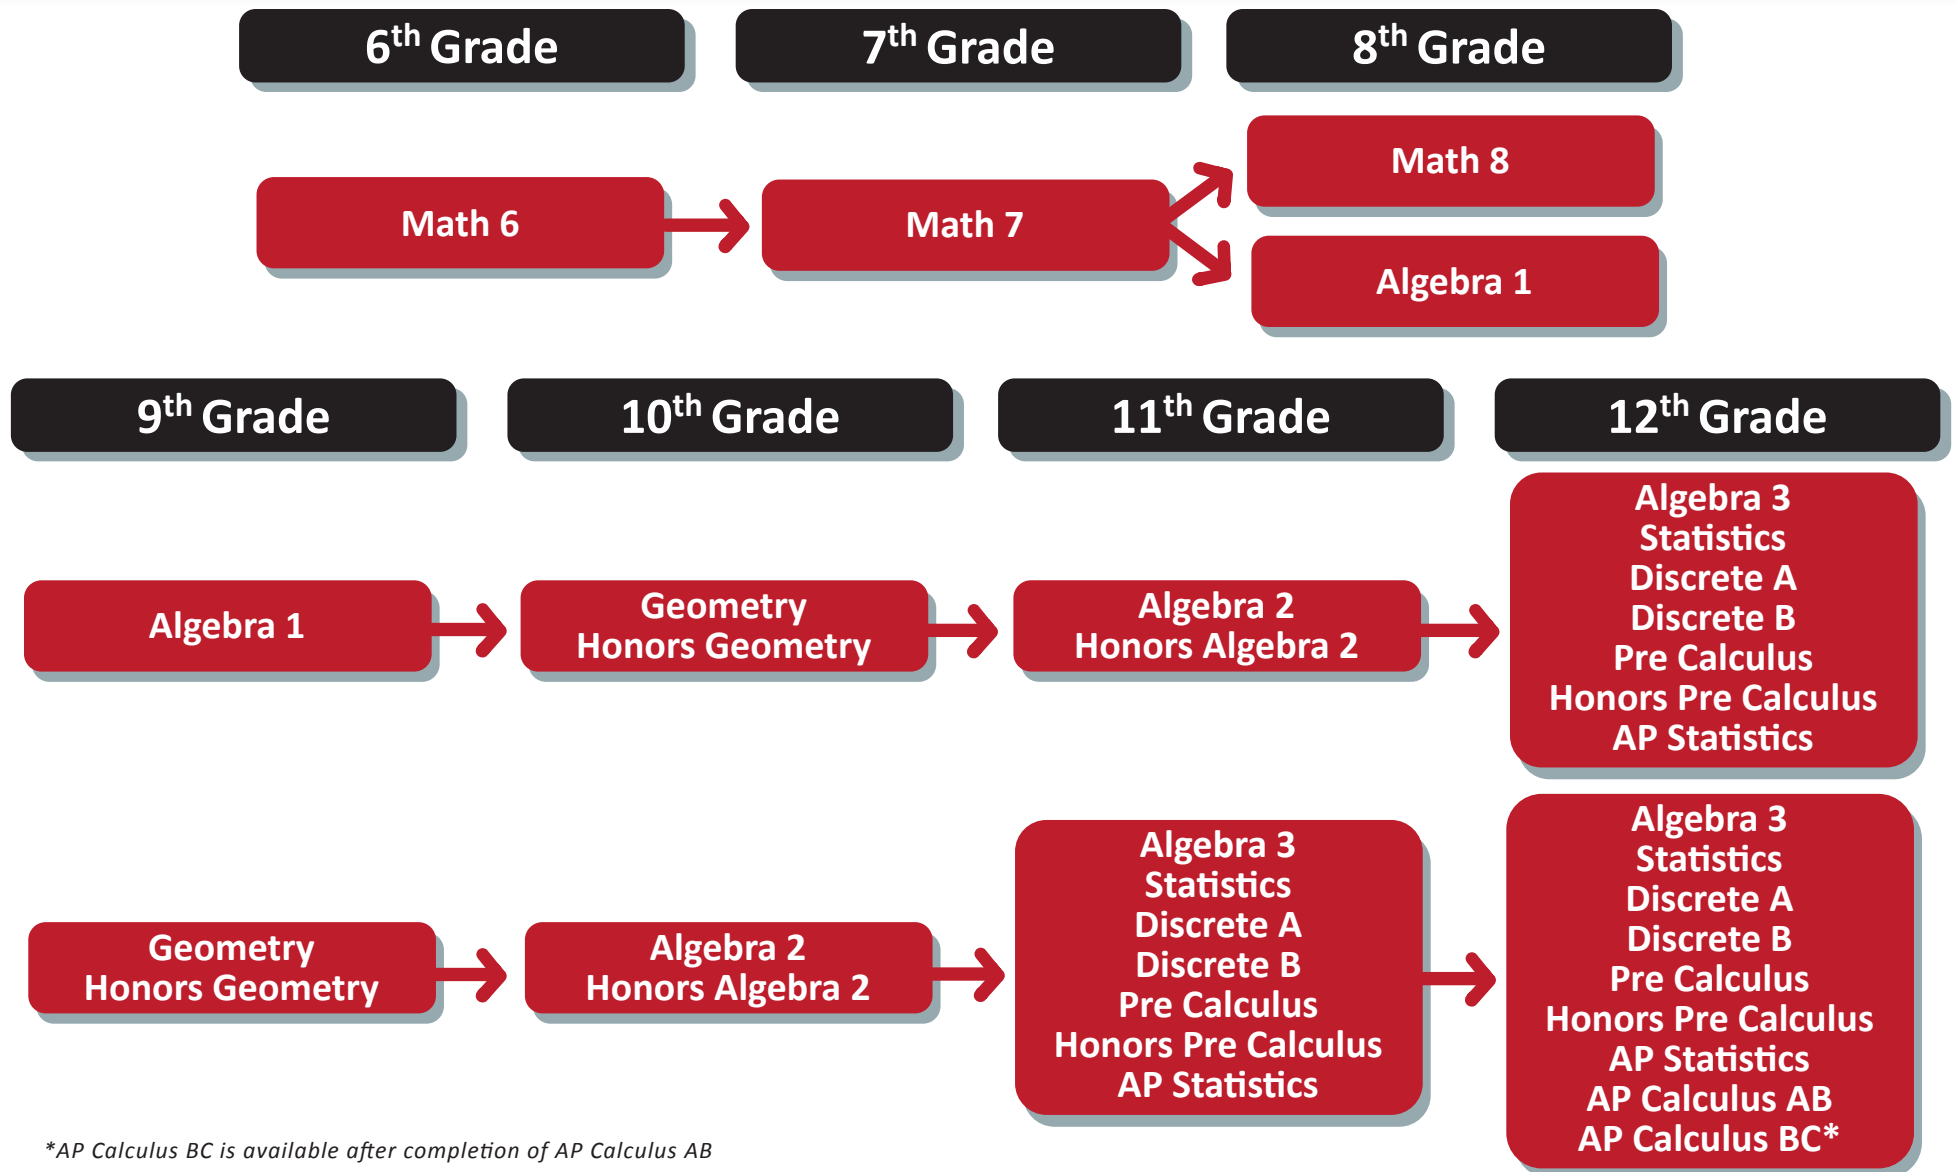 6th Grade
7th Grade
8th Grade
Math 6
Math 7
Math 8
Algebra 1
9th Grade
10th Grade
11th Grade
12th Grade
Algebra 1
Geometry
Honors Geometry
Algebra 2
Honors Algebra 2
Algebra 3
Statistics
Discrete A
Discrete B
Pre Calculus
Honors Pre Calculus
AP Statistics
Geometry
Honors Geometry
Algebra 2
Honors Algebra 2
Algebra 3
Statistics
Discrete A
Discrete B
Pre Calculus
Honors Pre Calculus
AP Statistics
Algebra 3
Statistics
Discrete A
Discrete B
Pre Calculus
Honors Pre Calculus
AP Statistics
AP Calculus AB
AP Calculus BC*
*AP Calculus BC is available after completion of AP Calculus AB